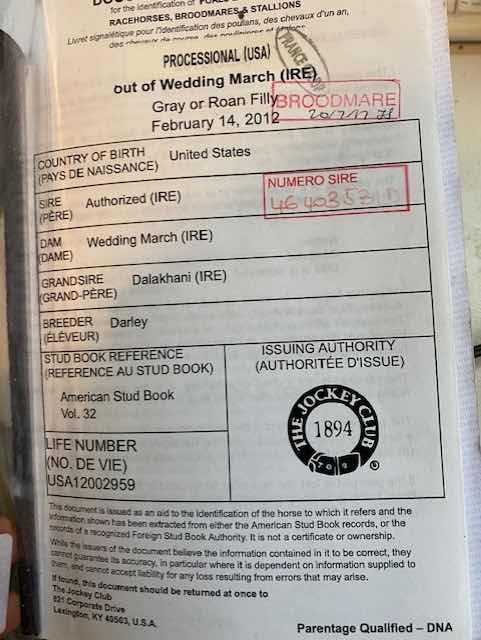 for the identification of
RACEHORSES, BROODMARES & STALLIONS
Livret signalétique pour l'identification des poulains, des chevaux d'un an,
des chevaux de course, des poulinières et étalons
PROCESSIONAL (USA)
out of Wedding March (IRE)
FRANCE
Gray or Roan Filly
February 14, 2012
BROODMARE
COUNTRY OF BIRTH
(PAYS DE NAISSANCE)
United States
SIRE
(PÈRE)
Authorized (IRE)
NUMERO SIRE
DAM
(DAME)
Wedding March (IRE)
GRANDSIRE
(GRAND-PÈRE)
Dalakhani (IRE)
BREEDER
(ÉLEVEUR)
Darley
STUD BOOK REFERENCE
(REFERENCE AU STUD BOOK)
American Stud Book
Vol. 32
LIFE NUMBER
(NO. DE VIE)
USA12002959
ISSUING AUTHORITY
(AUTHORITÉE D'ISSUE)
THE JOCKEY CLUB
1894
This document is issued as an aid to the identification of the horse to which it refers and the
information shown has been extracted from either the American Stud Book records, or the
records of a recognized Foreign Stud Book Authority. It is not a certificate or ownership.
While the issuers of the document believe the information contained in it to be correct, they
cannot guarantee its accuracy, in particular where it is dependent on information supplied to
them, and cannot accept liability for any loss resulting from errors that may arise.
If found, this document should be returned at once to
The Jockey Club
821 Corporate Drive
Lexington, KY 40503, U.S.A.
Parentage Qualified – DNA